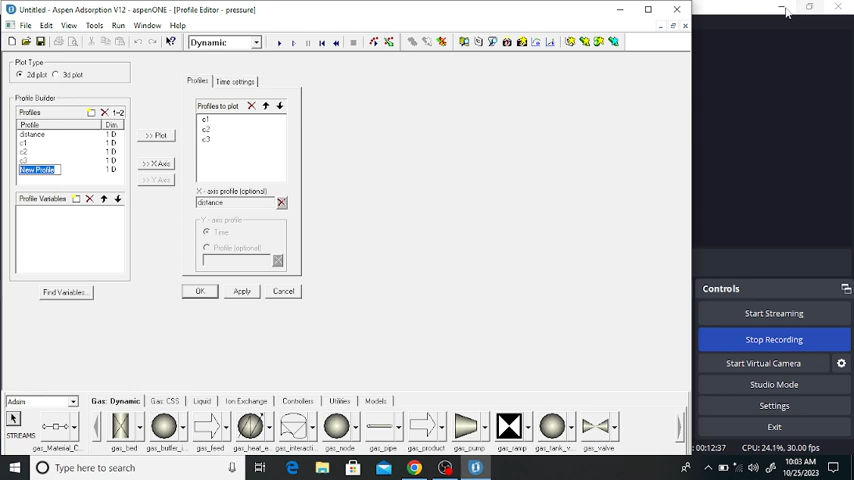 Untitled - Aspen Adsorption V12 - aspenONE - [Profile Editor - pressure]
File Edit View Tools Run Window Help
Dynamic
Plot Type
2d plot 3d plot
Profile Builder
Profiles 1-2
Profile Dim.
distance 1 D
c1 1 D
c2 1 D
c3 1 D
New Profile 1 D
Profile Variables
Find Variables...
>> Plot
>> X Axis
>> Y Axis
Profiles Time settings
Profiles to plot
c1
c2
c3
X - axis profile (optional)
distance
Y - axis profile
Time
Profile (optional)
OK Apply Cancel
Controls
Start Streaming
Stop Recording
Start Virtual Camera
Studio Mode
Settings
Exit
Adsim Gas: Dynamic Gas: CSS Liquid Ion Exchange Controllers Utilities Models
STREAMS gas_Material_C... gas_bed gas_buffer_i... gas_feed gas_heat_e... gas_interacti... gas_node gas_pipe gas_product gas_pump gas_ramp gas_tank_v... gas_valve
00:12:37 CPU: 24.1%, 30.00 fps
Type here to search
10:03 AM
10/25/2023